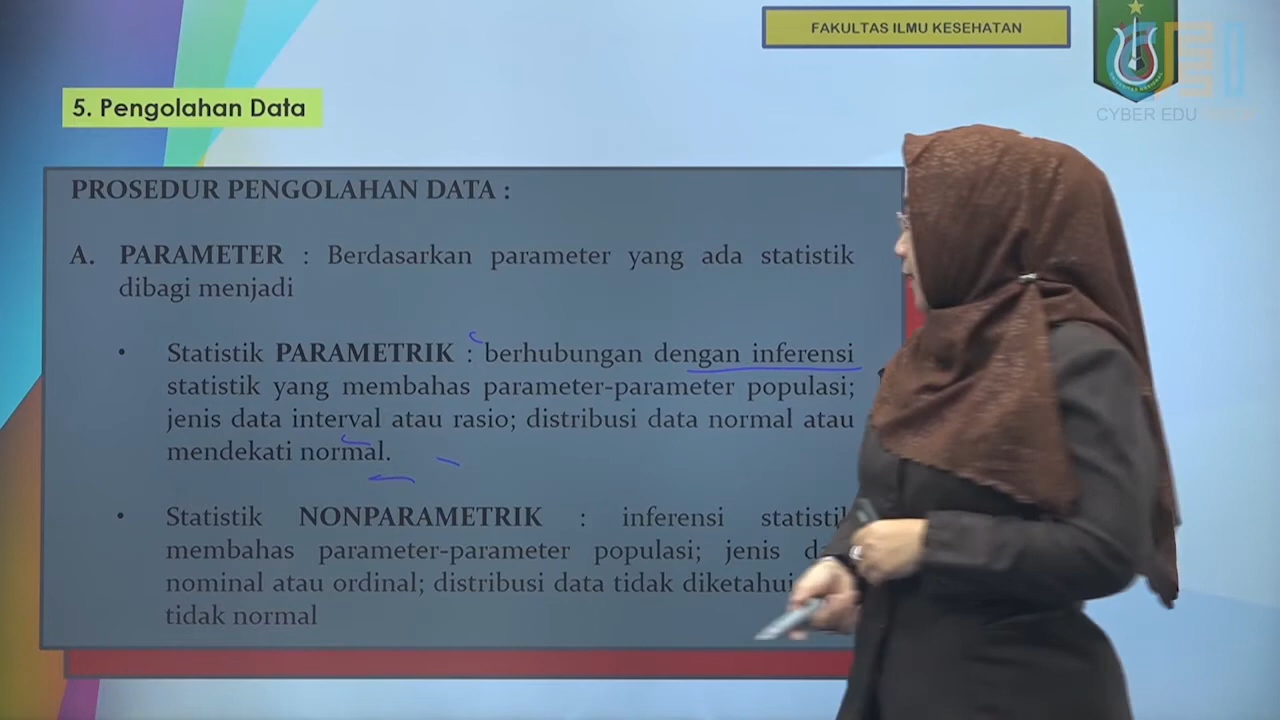 FAKULTAS ILMU KESEHATAN
CYBER EDU
5. Pengolahan Data
PROSEDUR PENGOLAHAN DATA :
A. PARAMETER : Berdasarkan parameter yang ada statistik
dibagi menjadi
• Statistik PARAMETRIK : berhubungan dengan inferensi
statistik yang membahas parameter-parameter populasi;
jenis data interval atau rasio; distribusi data normal atau
mendekati normal.
• Statistik NONPARAMETRIK : inferensi statistik
membahas parameter-parameter populasi; jenis
nominal atau ordinal; distribusi data tidak diketahui
tidak normal